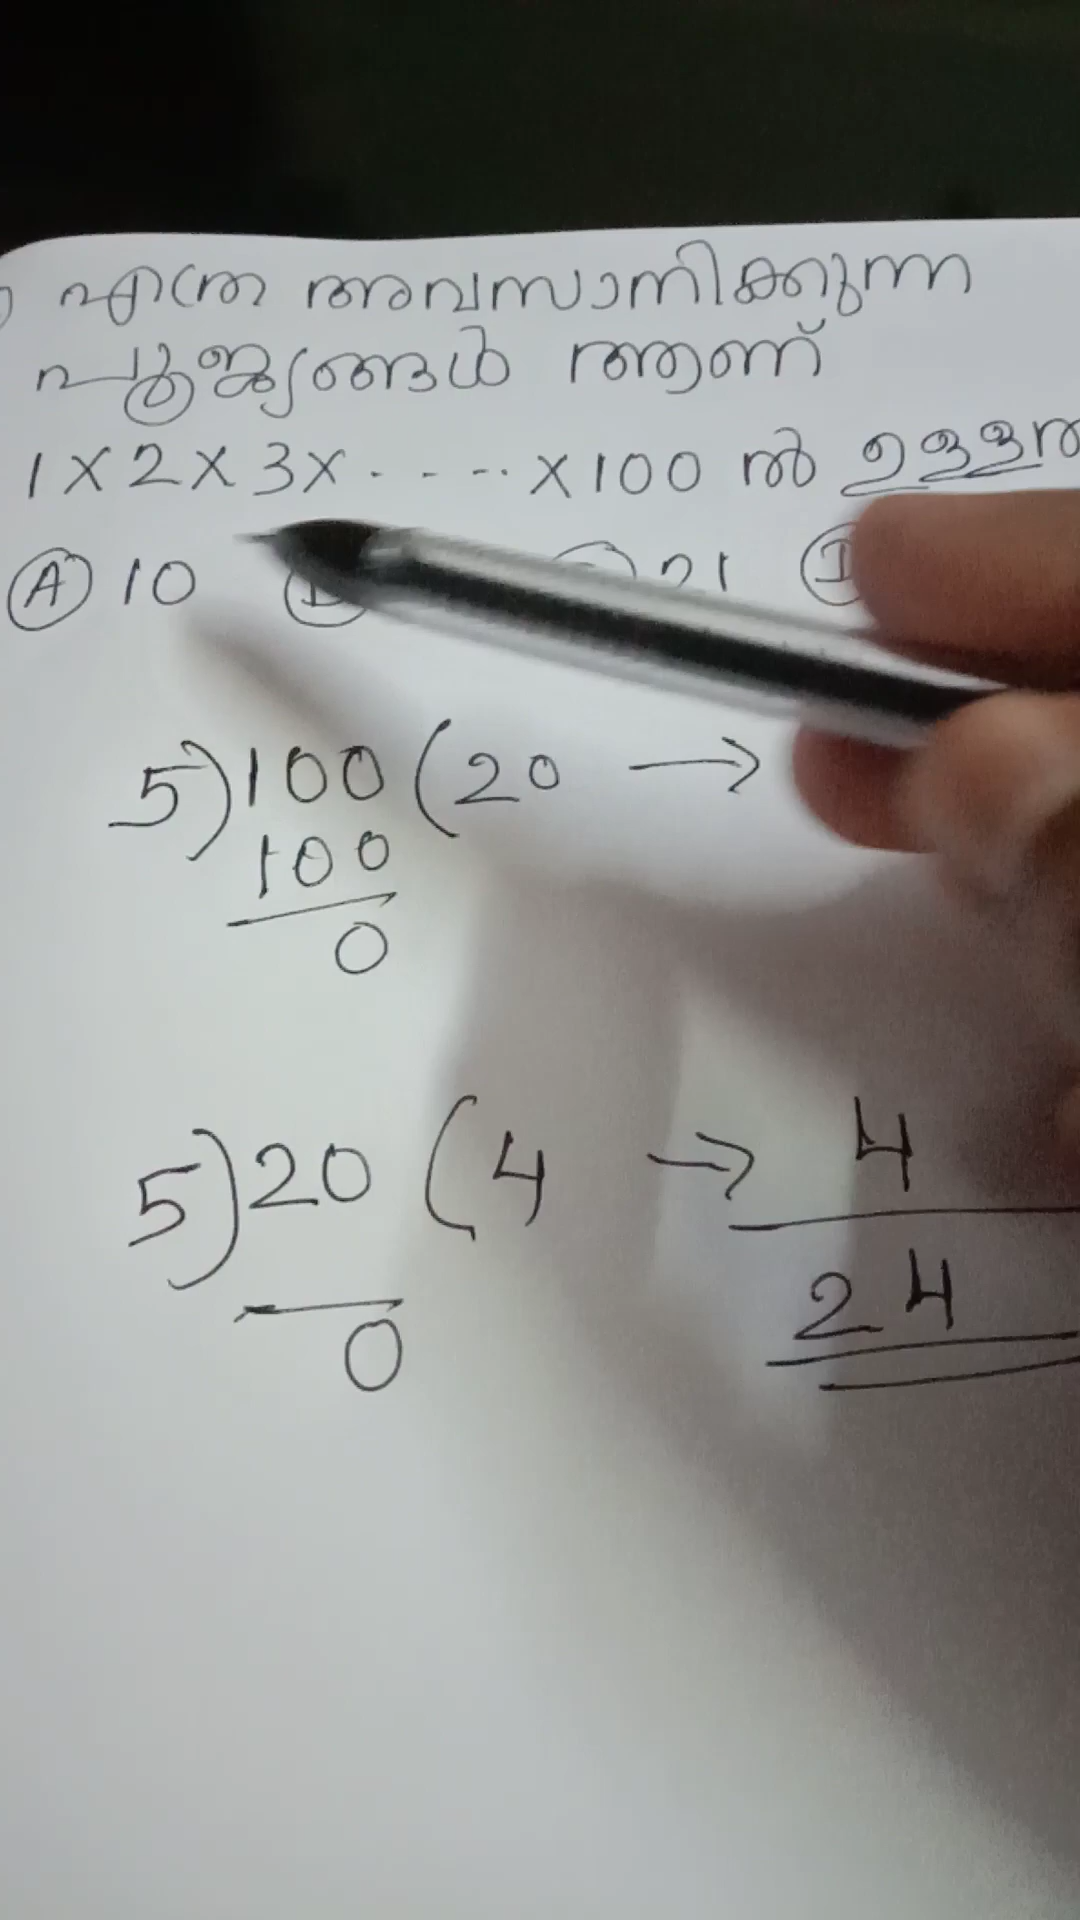 എത്ര അവസാനിക്കുന്ന
പൂജ്യങ്ങൾ ആണ്
1 X 2 X 3 X - - - - X 100 ൽ
A 10 21
5)100(20 →
100
0
5)20(4 → 4
0
24